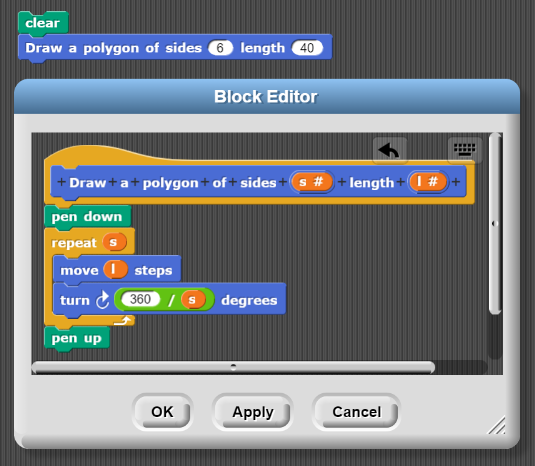 clear
Draw a polygon of sides 6 length 40
Block Editor
+ Draw + a + polygon + of + sides + s # + length + l # +
pen down
repeat s
move l steps
turn 360 / s degrees
pen up
OK Apply Cancel